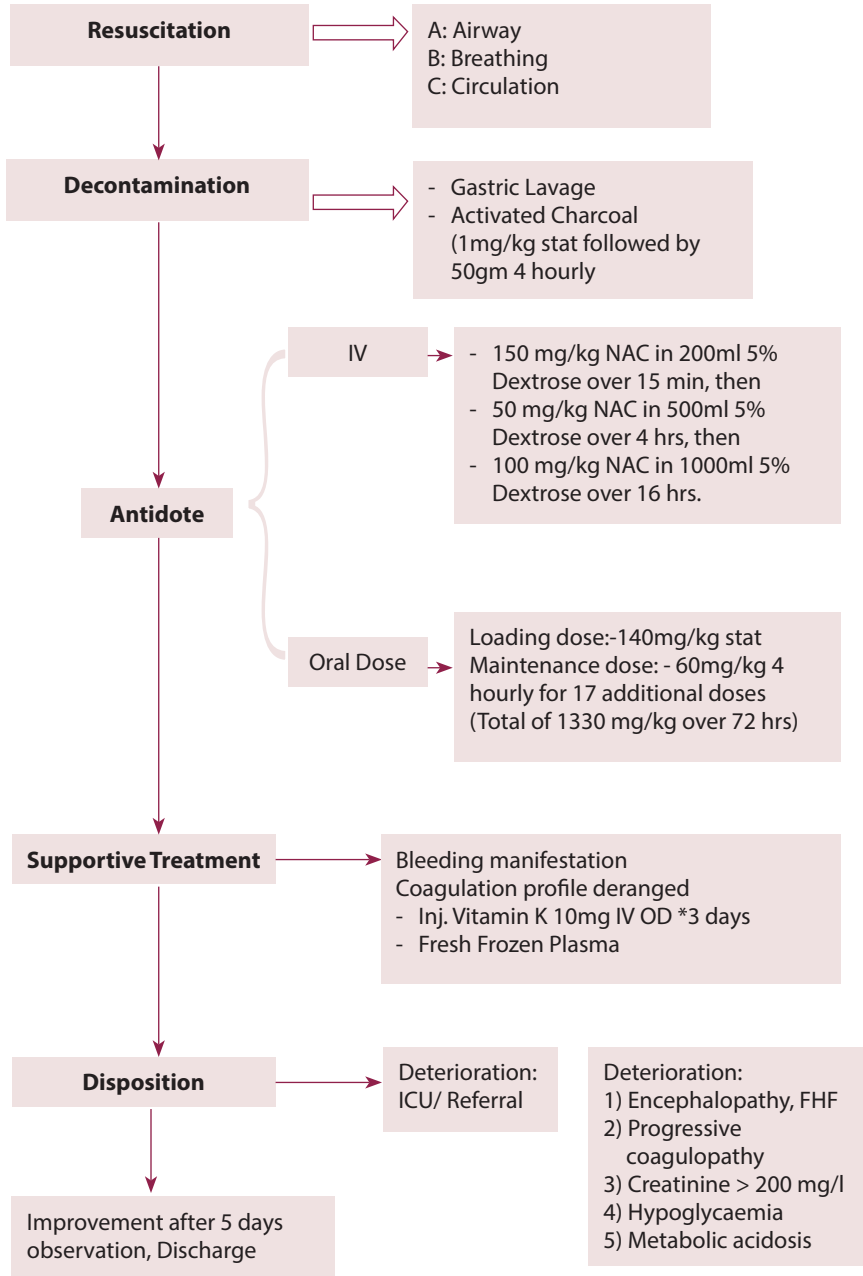 Resuscitation
A: Airway
B: Breathing
C: Circulation
Decontamination
- Gastric Lavage
- Activated Charcoal
(1mg/kg stat followed by
50gm 4 hourly
Antidote
IV
- 150 mg/kg NAC in 200ml 5%
Dextrose over 15 min, then
- 50 mg/kg NAC in 500ml 5%
Dextrose over 4 hrs, then
- 100 mg/kg NAC in 1000ml 5%
Dextrose over 16 hrs.
Oral Dose
Loading dose:-140mg/kg stat
Maintenance dose: - 60mg/kg 4
hourly for 17 additional doses
(Total of 1330 mg/kg over 72 hrs)
Supportive Treatment
Bleeding manifestation
Coagulation profile deranged
- Inj. Vitamin K 10mg IV OD *3 days
- Fresh Frozen Plasma
Disposition
Deterioration:
ICU/ Referral
Deterioration:
1) Encephalopathy, FHF
2) Progressive
coagulopathy
3) Creatinine > 200 mg/l
4) Hypoglycaemia
5) Metabolic acidosis
Improvement after 5 days
observation, Discharge